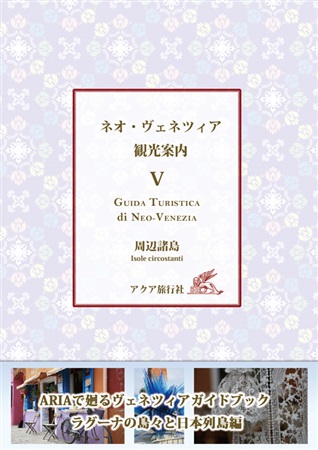 ネオ・ヴェネツィア
観光案内
V
GUIDA TURISTICA
di NEO-VENEZIA
周辺諸島
Isole circostanti
アクア旅行社
ARIAで廻るヴェネツィアガイドブック
ラグーナの島々と日本列島編